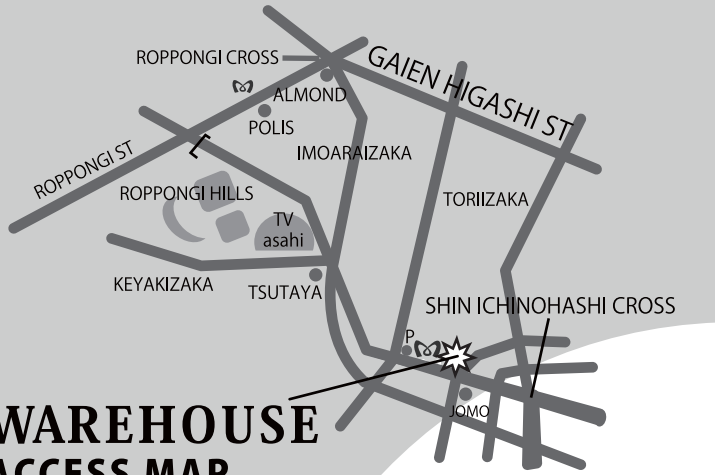 ROPPONGI CROSS
GAIEN HIGASHI ST
ALMOND
POLIS
IMOARAIZAKA
ROPPONGI ST
ROPPONGI HILLS
TORIIZAKA
TV
asahi
KEYAKIZAKA
TSUTAYA
SHIN ICHINOHASHI CROSS
P
JOMO
WAREHOUSE
ACCESS MAP